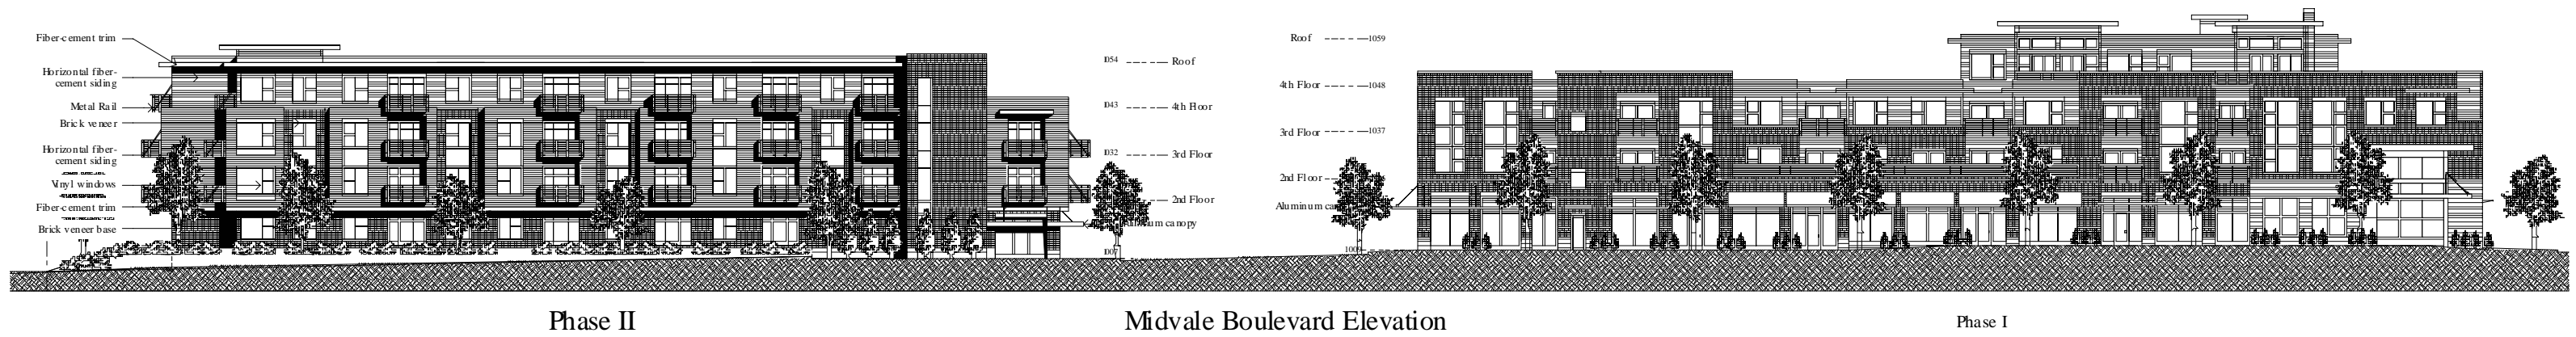 Fiber-cement trim
Horizontal fiber-
cement siding
Metal Rail
Brick veneer
Horizontal fiber-
cement siding
Vinyl windows
Fiber-cement trim
Brick veneer base
1054 Roof
1043 4th Floor
1032 3rd Floor
2nd Floor
canopy
1007
Roof 1059
4th Floor 1048
3rd Floor 1037
2nd Floor
Aluminum
Phase II
Midvale Boulevard Elevation
Phase I